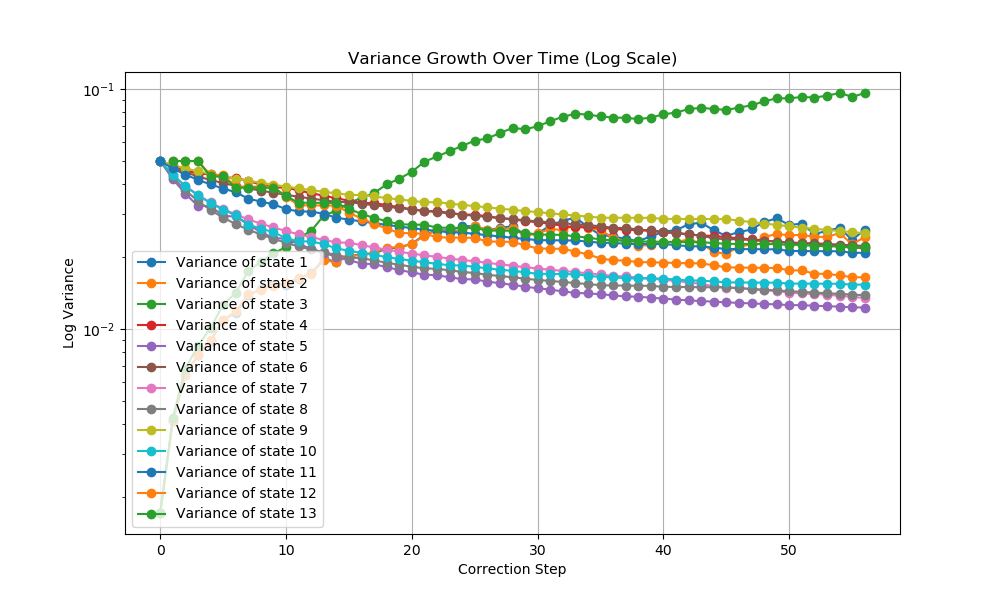 Variance Growth Over Time (Log Scale)
10⁻¹
10⁻²
Log Variance
Variance of state 1
Variance of state 2
Variance of state 3
Variance of state 4
Variance of state 5
Variance of state 6
Variance of state 7
Variance of state 8
Variance of state 9
Variance of state 10
Variance of state 11
Variance of state 12
Variance of state 13
0 10 20 30 40 50
Correction Step